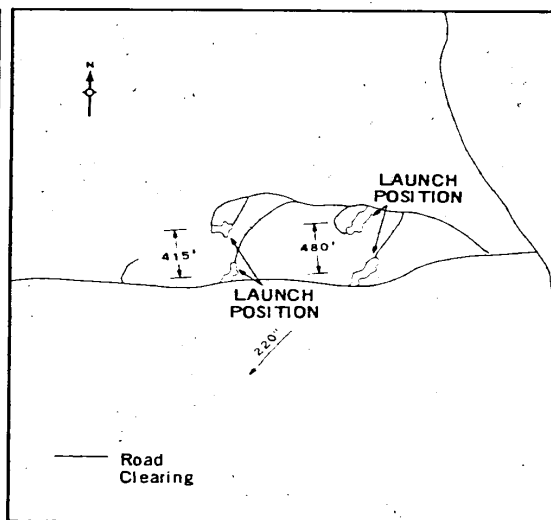 N
LAUNCH
POSITION
415'
480'
LAUNCH
POSITION
220°
Road
Clearing